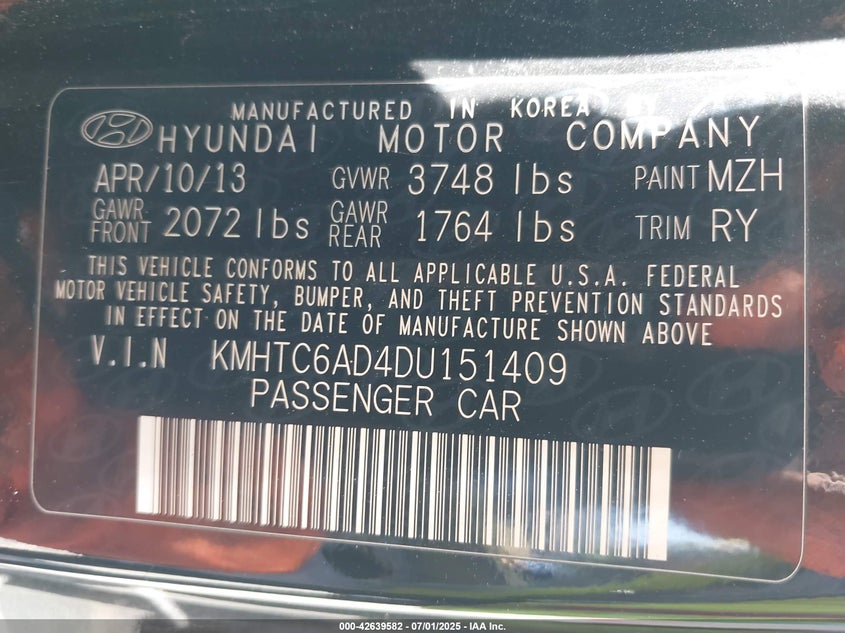 MANUFACTURED IN KOREA BY
HYUNDAI MOTOR COMPANY
APR/10/13 GVWR 3748 lbs PAINT MZH
GAWR FRONT 2072 lbs GAWR REAR 1764 lbs TRIM RY
THIS VEHICLE CONFORMS TO ALL APPLICABLE U.S.A. FEDERAL
MOTOR VEHICLE SAFETY, BUMPER, AND THEFT PREVENTION STANDARDS
IN EFFECT ON THE DATE OF MANUFACTURE SHOWN ABOVE
V.I.N KMHTC6AD4DU151409
PASSENGER CAR
000-42639582 - 07/01/2025 - IAA Inc.